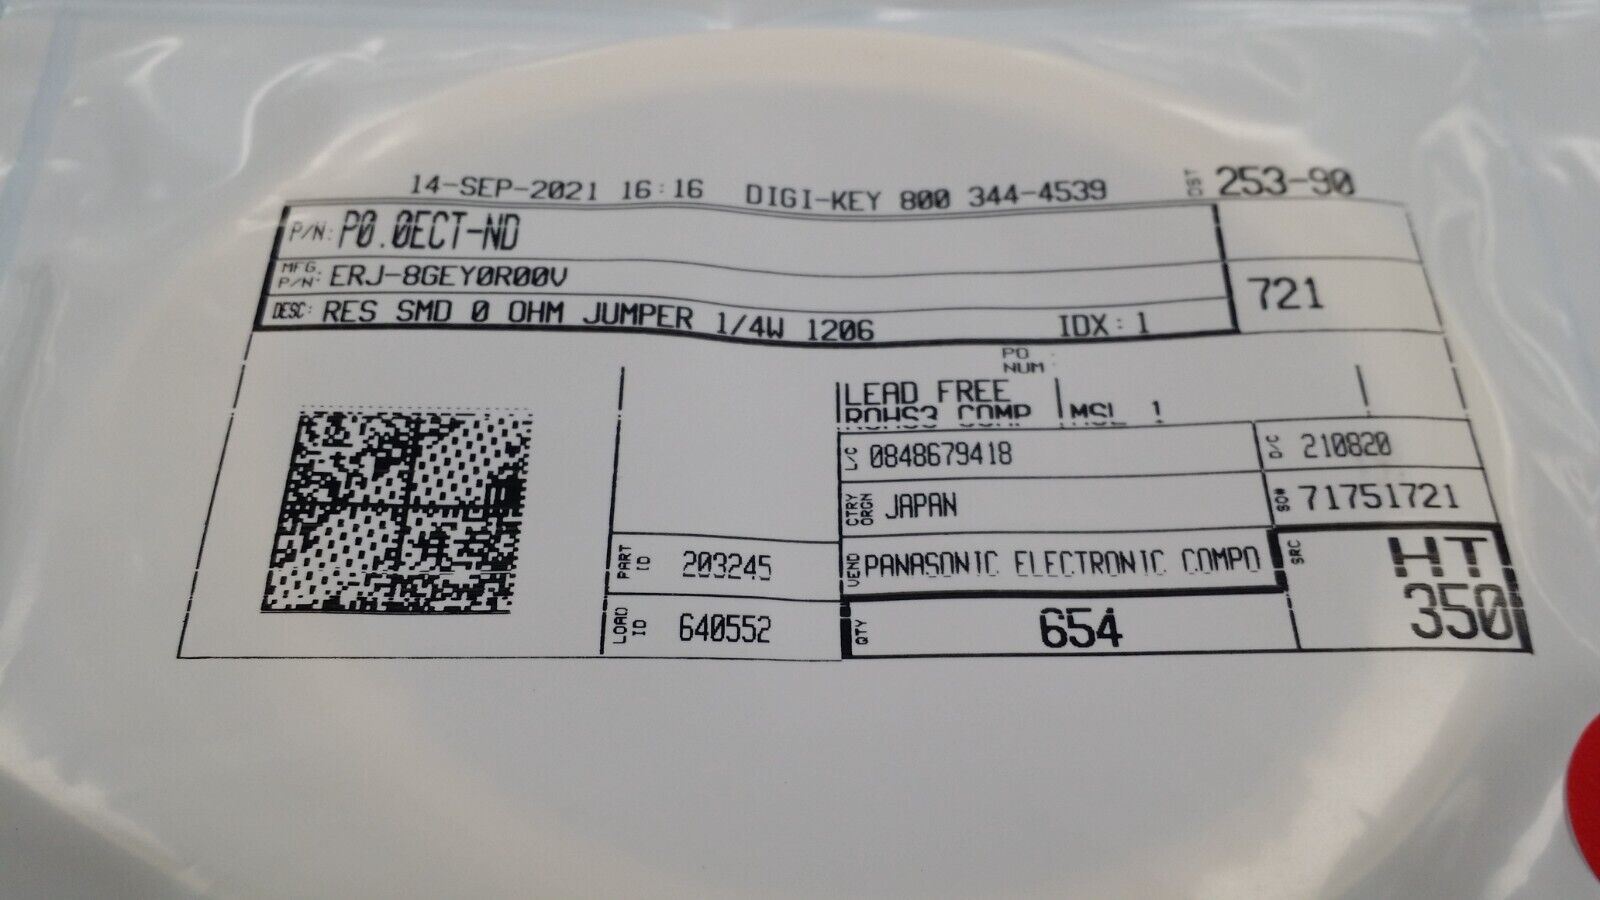 14-SEP-2021 16:16 DIGI-KEY 800 344-4539 DST 253-90
P/N: P0.0ECT-ND
MFG. P/N: ERJ-8GEY0R00V
721
DESC: RES SMD 0 OHM JUMPER 1/4W 1206 IDX: 1
PO NUM :
LEAD FREE
ROHS3 COMP MSL 1
L/C 0848679418 D/C 210820
CTRY ORGN JAPAN SO# 71751721
PART ID 203245 VEND PANASONIC ELECTRONIC COMPO SRC HT
LOAD ID 640552 QTY 654 350